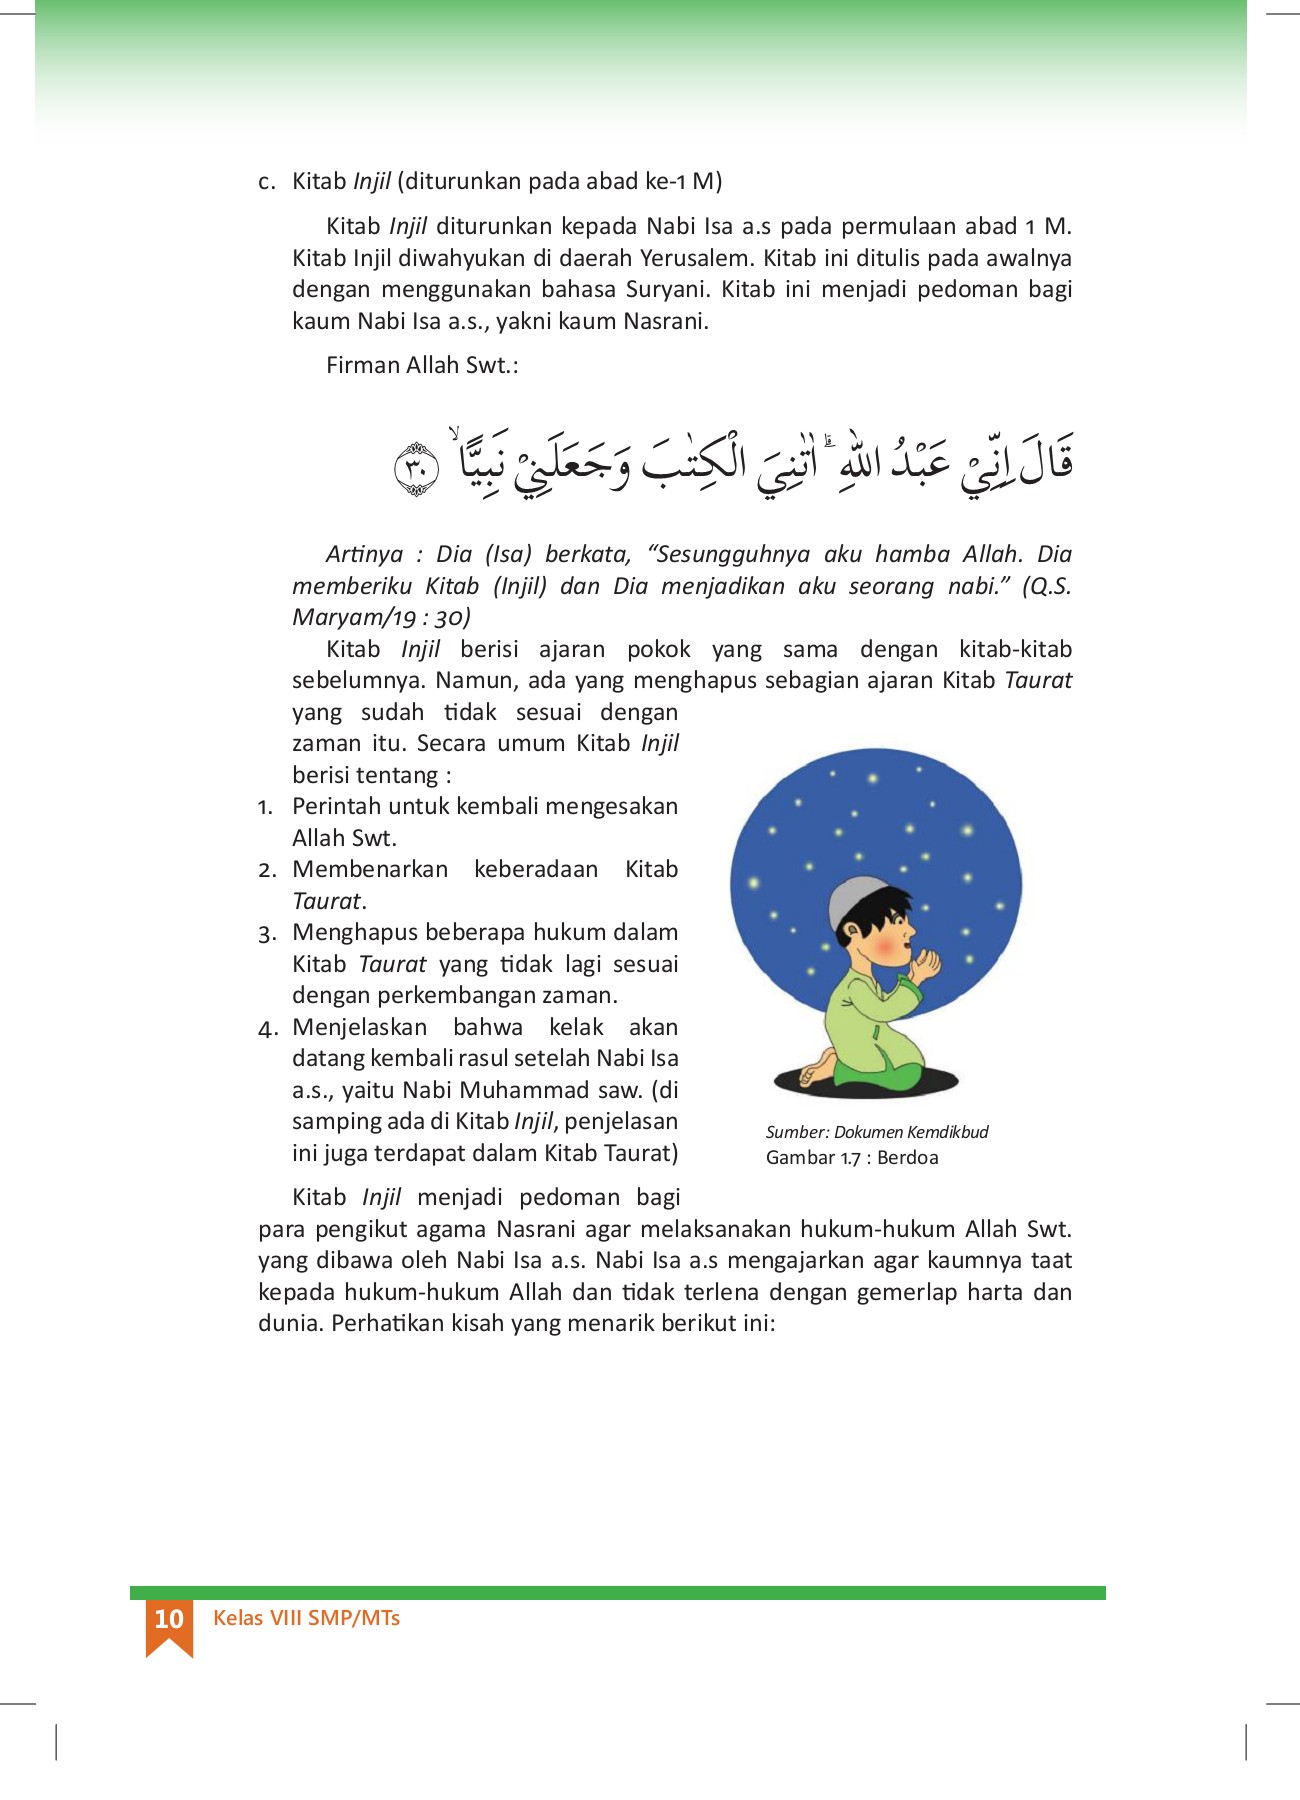 c. Kitab Injil (diturunkan pada abad ke-1 M)
Kitab Injil diturunkan kepada Nabi Isa a.s pada permulaan abad 1 M.
Kitab Injil diwahyukan di daerah Yerusalem. Kitab ini ditulis pada awalnya
dengan menggunakan bahasa Suryani. Kitab ini menjadi pedoman bagi
kaum Nabi Isa a.s., yakni kaum Nasrani.
Firman Allah Swt.:
قَالَ اِنِّيْ عَبْدُ اللّٰهِ ۗ اٰتٰنِيَ الْكِتٰبَ وَجَعَلَنِيْ نَبِيًّا ۙ ٣٠
Artinya : Dia (Isa) berkata, “Sesungguhnya aku hamba Allah. Dia
memberiku Kitab (Injil) dan Dia menjadikan aku seorang nabi.” (Q.S.
Maryam/19 : 30)
Kitab Injil berisi ajaran pokok yang sama dengan kitab-kitab
sebelumnya. Namun, ada yang menghapus sebagian ajaran Kitab Taurat
yang sudah tidak sesuai dengan
zaman itu. Secara umum Kitab Injil
berisi tentang :
1. Perintah untuk kembali mengesakan
Allah Swt.
2. Membenarkan keberadaan Kitab
Taurat.
3. Menghapus beberapa hukum dalam
Kitab Taurat yang tidak lagi sesuai
dengan perkembangan zaman.
4. Menjelaskan bahwa kelak akan
datang kembali rasul setelah Nabi Isa
a.s., yaitu Nabi Muhammad saw. (di
samping ada di Kitab Injil, penjelasan
ini juga terdapat dalam Kitab Taurat)
Sumber: Dokumen Kemdikbud
Gambar 1.7 : Berdoa
Kitab Injil menjadi pedoman bagi
para pengikut agama Nasrani agar melaksanakan hukum-hukum Allah Swt.
yang dibawa oleh Nabi Isa a.s. Nabi Isa a.s mengajarkan agar kaumnya taat
kepada hukum-hukum Allah dan tidak terlena dengan gemerlap harta dan
dunia. Perhatikan kisah yang menarik berikut ini:
10 Kelas VIII SMP/MTs